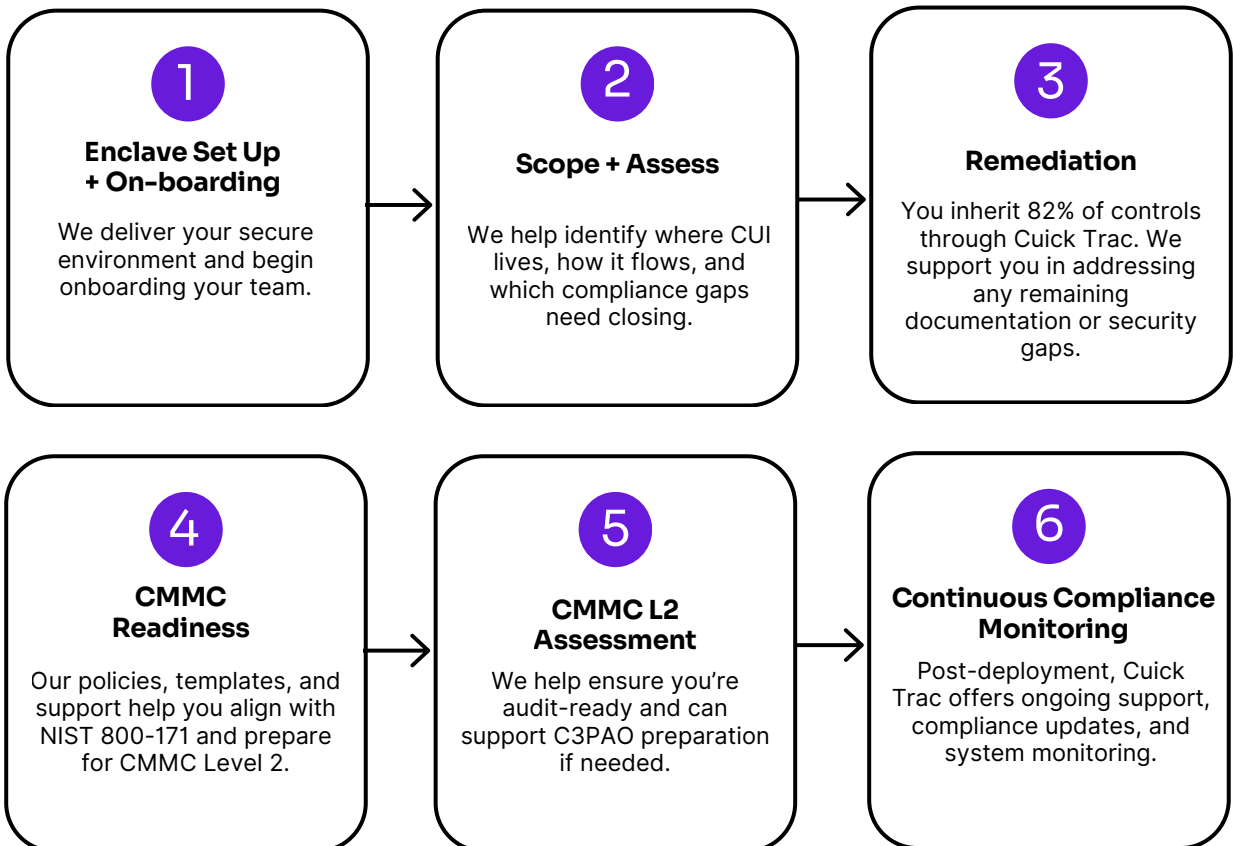 1
Enclave Set Up
+ On-boarding
We deliver your secure
environment and begin
onboarding your team.
2
Scope + Assess
We help identify where CUI
lives, how it flows, and
which compliance gaps
need closing.
3
Remediation
You inherit 82% of controls
through Cuick Trac. We
support you in addressing
any remaining
documentation or security
gaps.
4
CMMC
Readiness
Our policies, templates, and
support help you align with
NIST 800-171 and prepare
for CMMC Level 2.
5
CMMC L2
Assessment
We help ensure you’re
audit-ready and can
support C3PAO preparation
if needed.
6
Continuous Compliance
Monitoring
Post-deployment, Cuick
Trac offers ongoing support,
compliance updates, and
system monitoring.